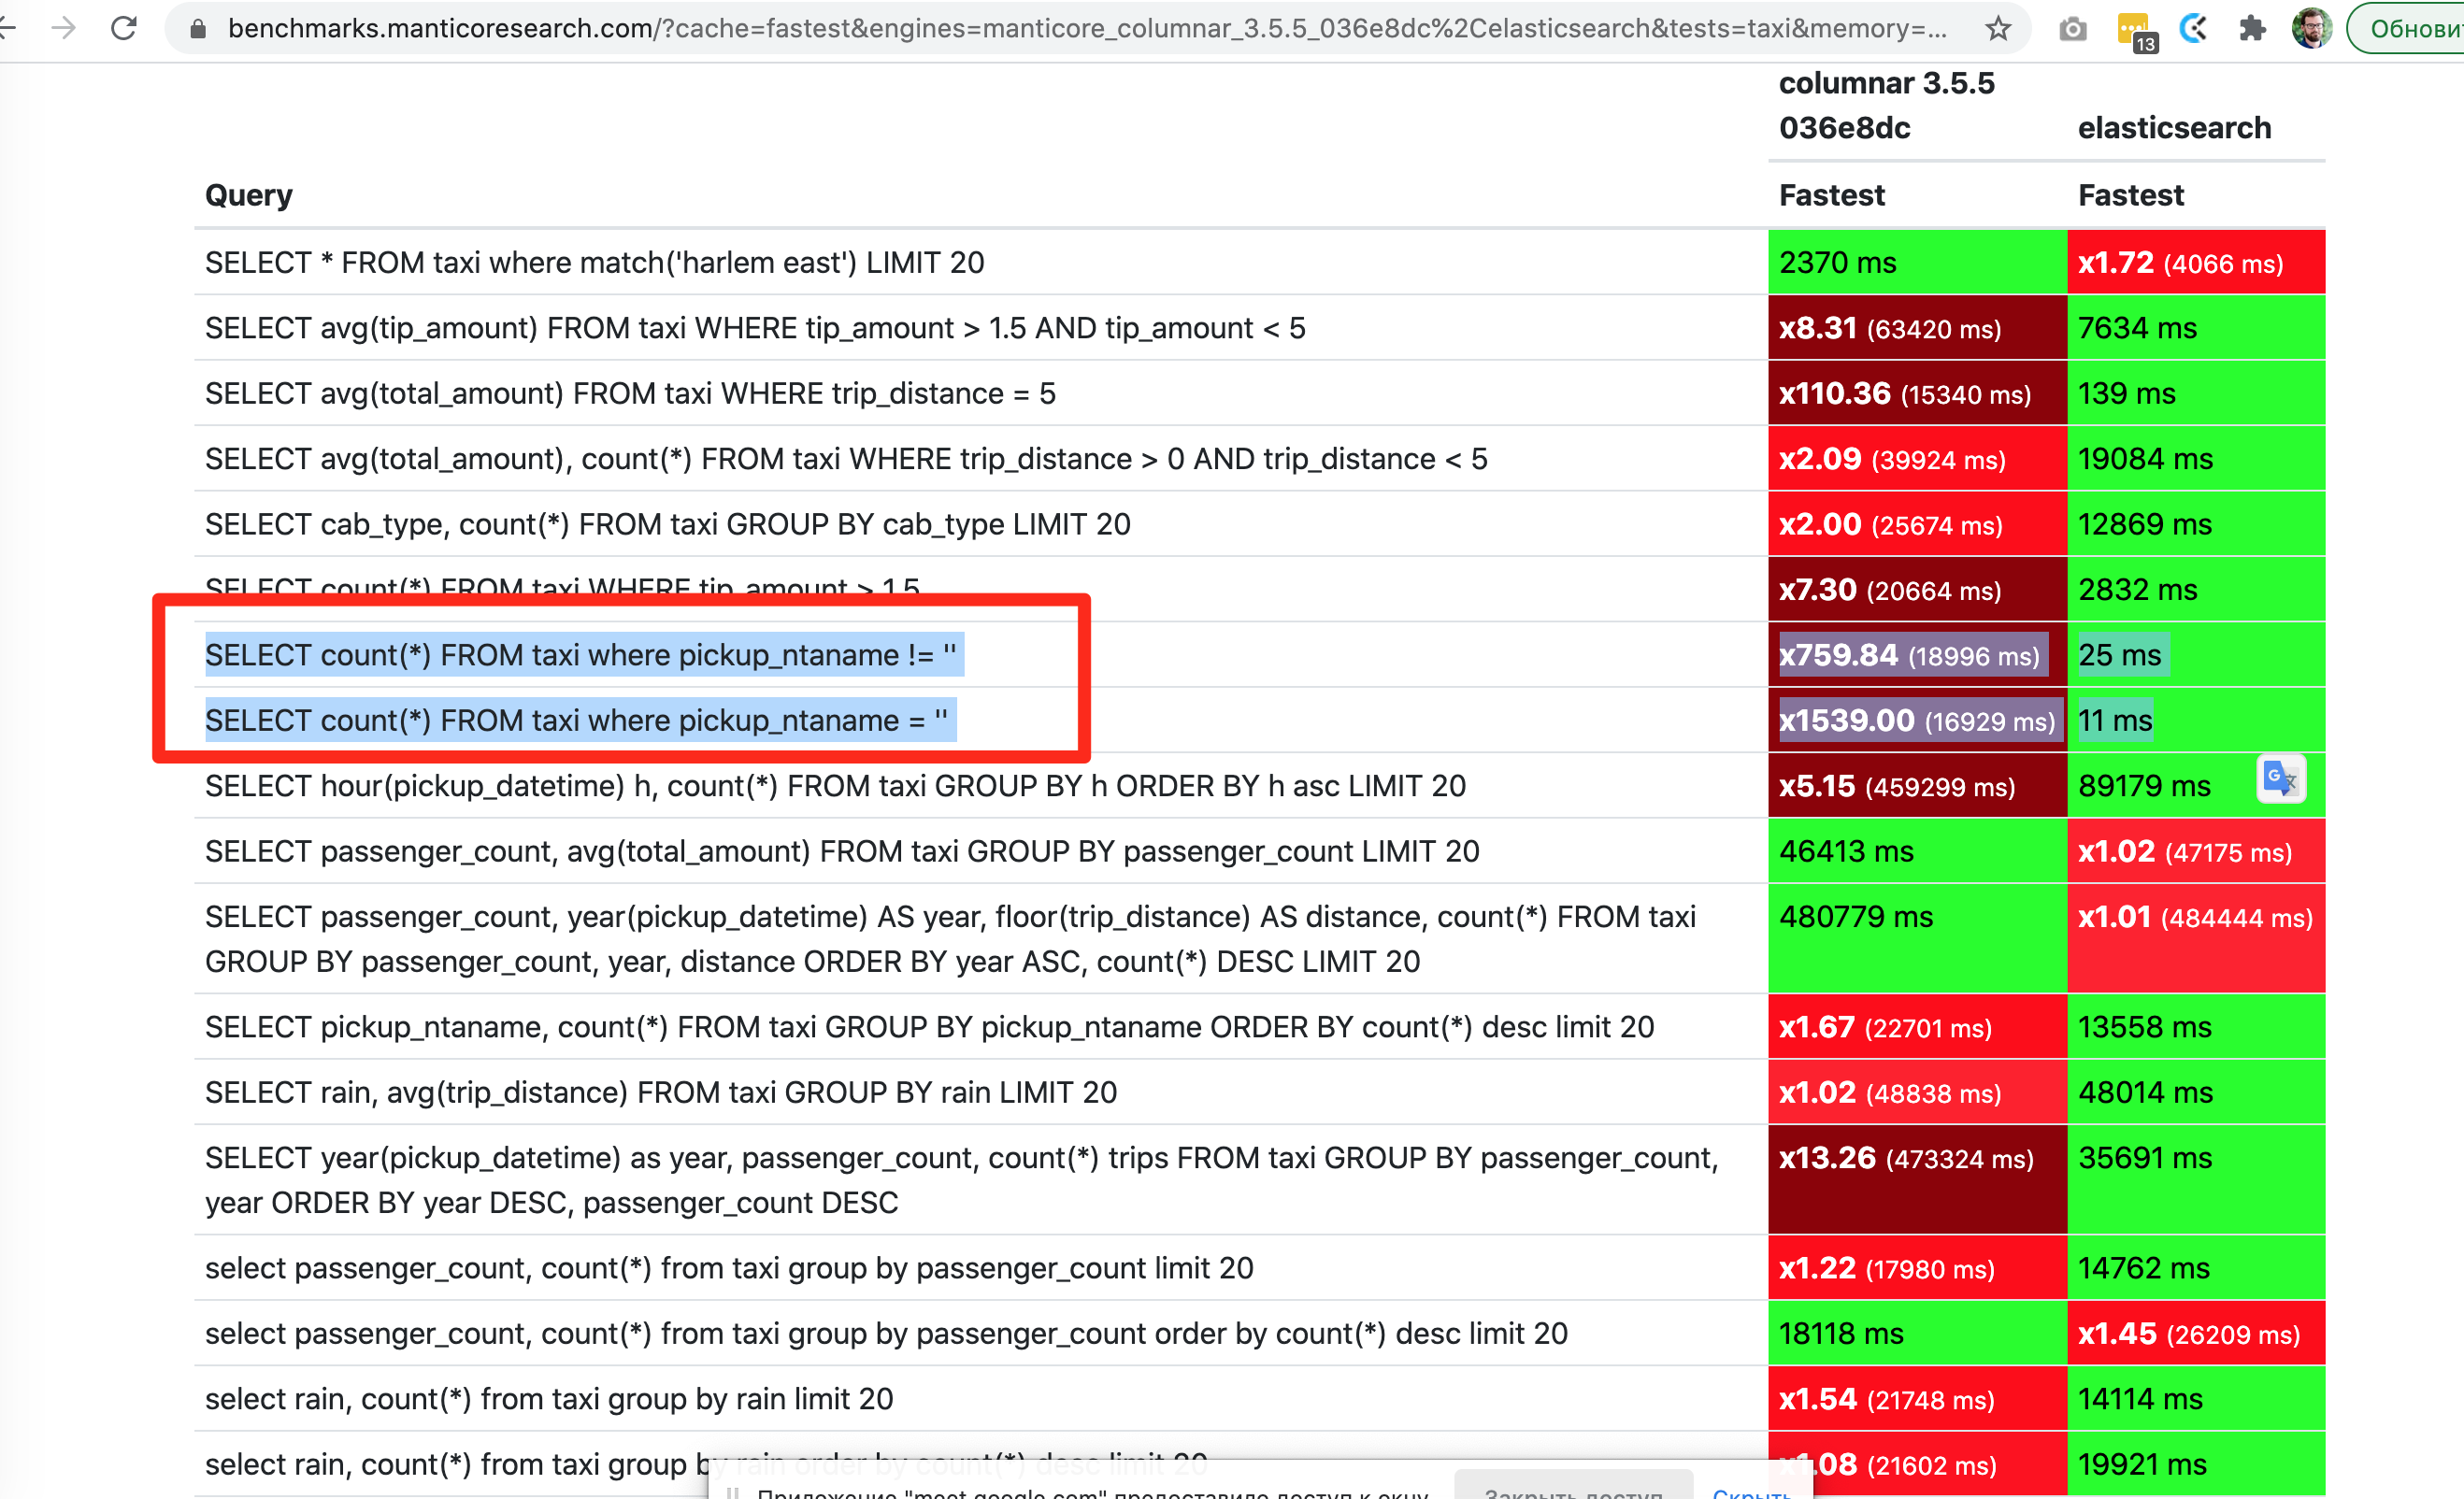 benchmarks.manticoresearch.com/?cache=fastest&engines=manticore_columnar_3.5.5_036e8dc%2Celasticsearch&tests=taxi&memory=...
13
Обнови
columnar 3.5.5
036e8dc
elasticsearch
Query
Fastest
Fastest
SELECT * FROM taxi where match('harlem east') LIMIT 20
2370 ms
x1.72 (4066 ms)
SELECT avg(tip_amount) FROM taxi WHERE tip_amount > 1.5 AND tip_amount < 5
x8.31 (63420 ms)
7634 ms
SELECT avg(total_amount) FROM taxi WHERE trip_distance = 5
x110.36 (15340 ms)
139 ms
SELECT avg(total_amount), count(*) FROM taxi WHERE trip_distance > 0 AND trip_distance < 5
x2.09 (39924 ms)
19084 ms
SELECT cab_type, count(*) FROM taxi GROUP BY cab_type LIMIT 20
x2.00 (25674 ms)
12869 ms
SELECT count(*) FROM taxi WHERE tip_amount > 1.5
x7.30 (20664 ms)
2832 ms
SELECT count(*) FROM taxi where pickup_ntaname != ''
x759.84 (18996 ms)
25 ms
SELECT count(*) FROM taxi where pickup_ntaname = ''
x1539.00 (16929 ms)
11 ms
SELECT hour(pickup_datetime) h, count(*) FROM taxi GROUP BY h ORDER BY h asc LIMIT 20
x5.15 (459299 ms)
89179 ms
SELECT passenger_count, avg(total_amount) FROM taxi GROUP BY passenger_count LIMIT 20
46413 ms
x1.02 (47175 ms)
SELECT passenger_count, year(pickup_datetime) AS year, floor(trip_distance) AS distance, count(*) FROM taxi
GROUP BY passenger_count, year, distance ORDER BY year ASC, count(*) DESC LIMIT 20
480779 ms
x1.01 (484444 ms)
SELECT pickup_ntaname, count(*) FROM taxi GROUP BY pickup_ntaname ORDER BY count(*) desc limit 20
x1.67 (22701 ms)
13558 ms
SELECT rain, avg(trip_distance) FROM taxi GROUP BY rain LIMIT 20
x1.02 (48838 ms)
48014 ms
SELECT year(pickup_datetime) as year, passenger_count, count(*) trips FROM taxi GROUP BY passenger_count,
year ORDER BY year DESC, passenger_count DESC
x13.26 (473324 ms)
35691 ms
select passenger_count, count(*) from taxi group by passenger_count limit 20
x1.22 (17980 ms)
14762 ms
select passenger_count, count(*) from taxi group by passenger_count order by count(*) desc limit 20
18118 ms
x1.45 (26209 ms)
select rain, count(*) from taxi group by rain limit 20
x1.54 (21748 ms)
14114 ms
select rain, count(*) from taxi group by rain order by count(*) desc limit 20
x1.08 (21602 ms)
19921 ms
Приложение "meet.google.com" предоставило доступ к окну
Закрыть доступ
Скрыть